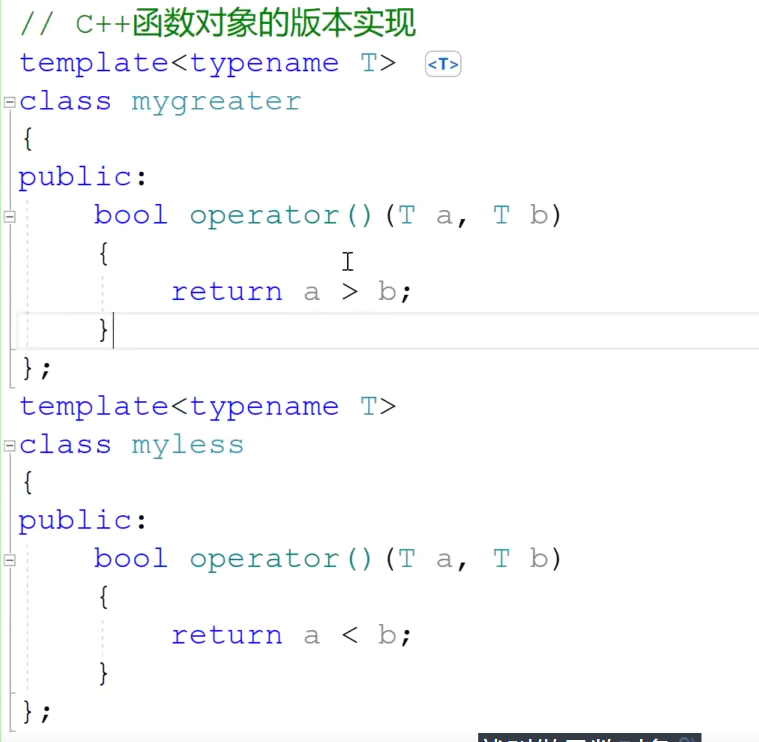 // C++函数对象的版本实现
template<typename T> <T>
class mygreater
{
public:
    bool operator()(T a, T b)
    {
        return a > b;
    }
};
template<typename T>
class myless
{
public:
    bool operator()(T a, T b)
    {
        return a < b;
    }
};